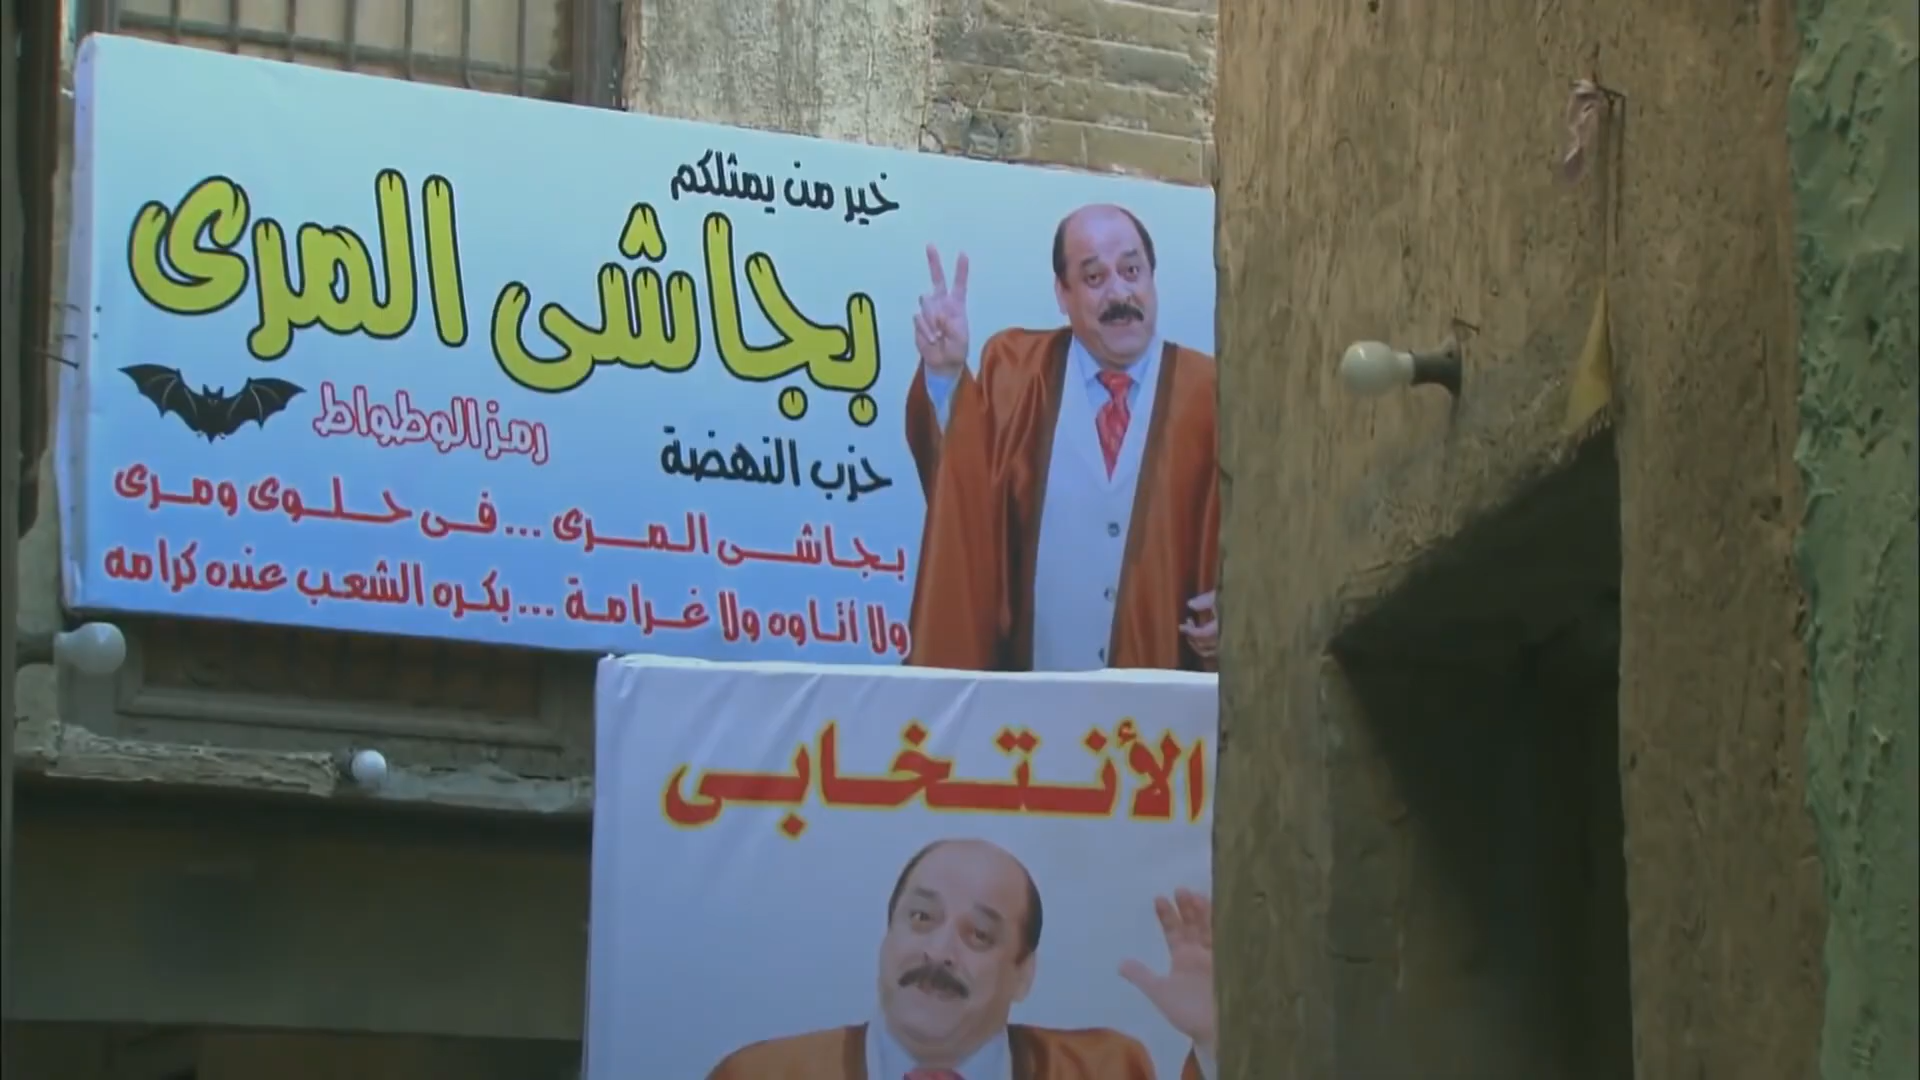 خير من يمثلكم
بجاشى المرى
حزب النهضة
رمز الوطواط
بجاشى المرى ... فى حلوى ومرى
ولا أتاوه ولا غرامة ... بكره الشعب عنده كرامه
الأنتخابى